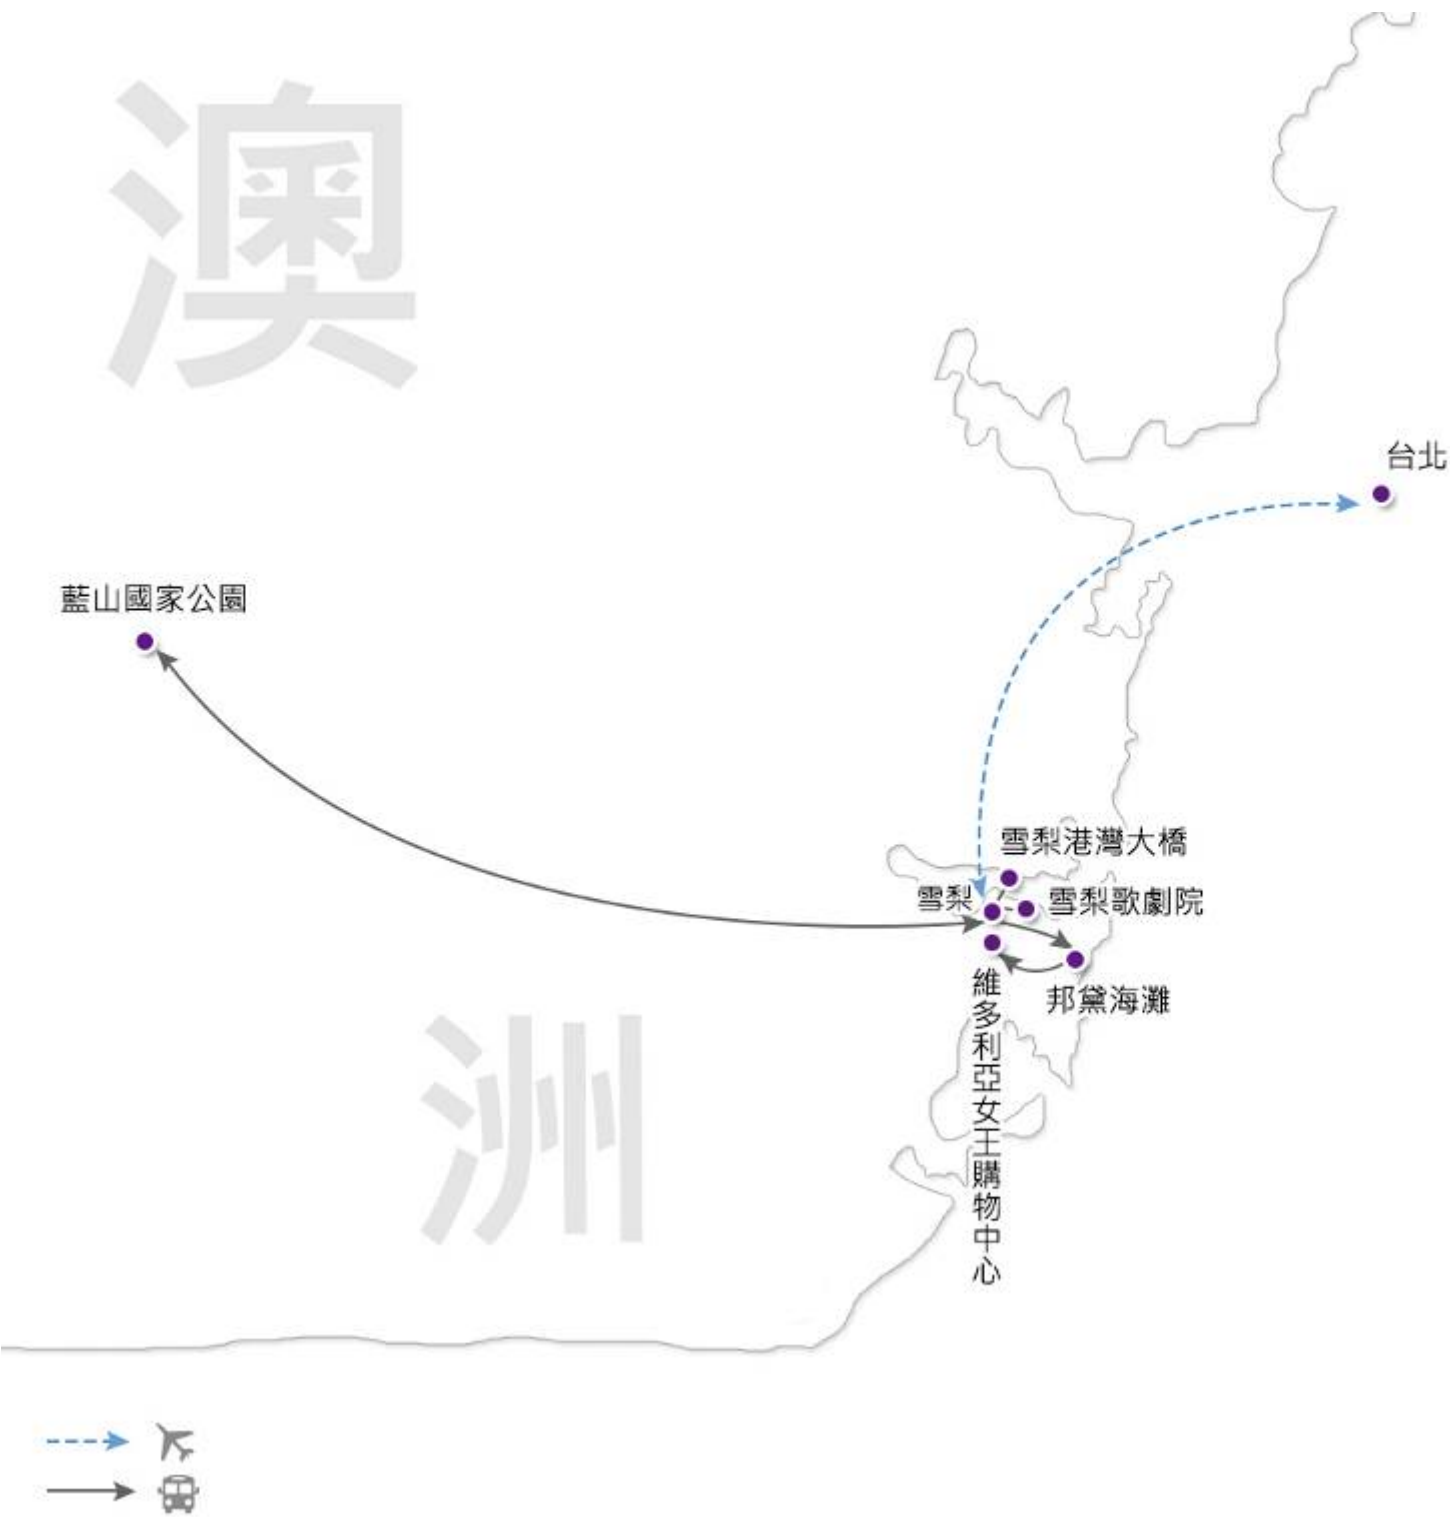 澳
台北
藍山國家公園
雪梨港灣大橋
雪梨
雪梨歌劇院
邦黛海灘
維多利亞女王購物中心
洲